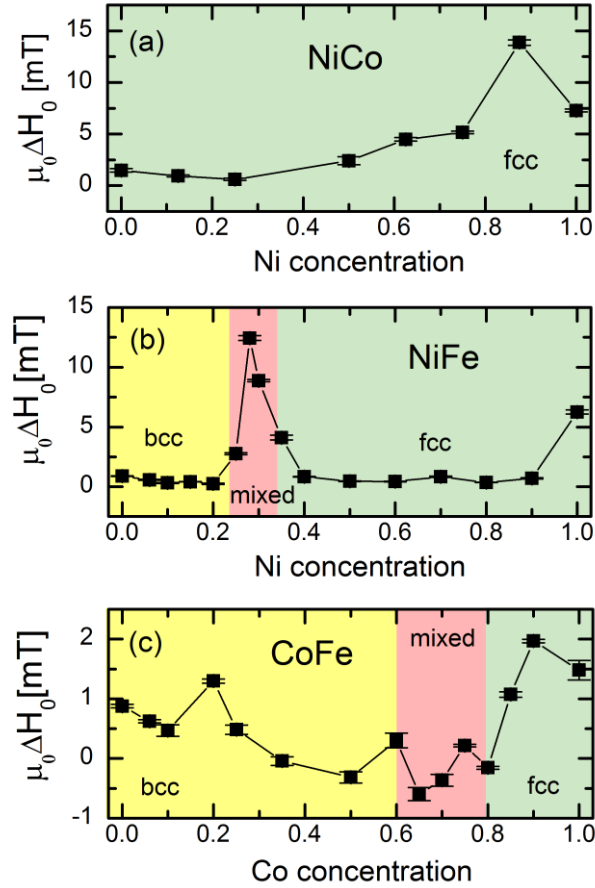 (a)
NiCo
fcc
μ₀ΔH₀ [mT]
15
10
5
0
0.0 0.2 0.4 0.6 0.8 1.0
Ni concentration
(b)
NiFe
bcc
mixed
fcc
μ₀ΔH₀[mT]
15
10
5
0
0.0 0.2 0.4 0.6 0.8 1.0
Ni concentration
(c)
CoFe
mixed
bcc
fcc
μ₀ΔH₀[mT]
2
1
0
-1
0.0 0.2 0.4 0.6 0.8 1.0
Co concentration